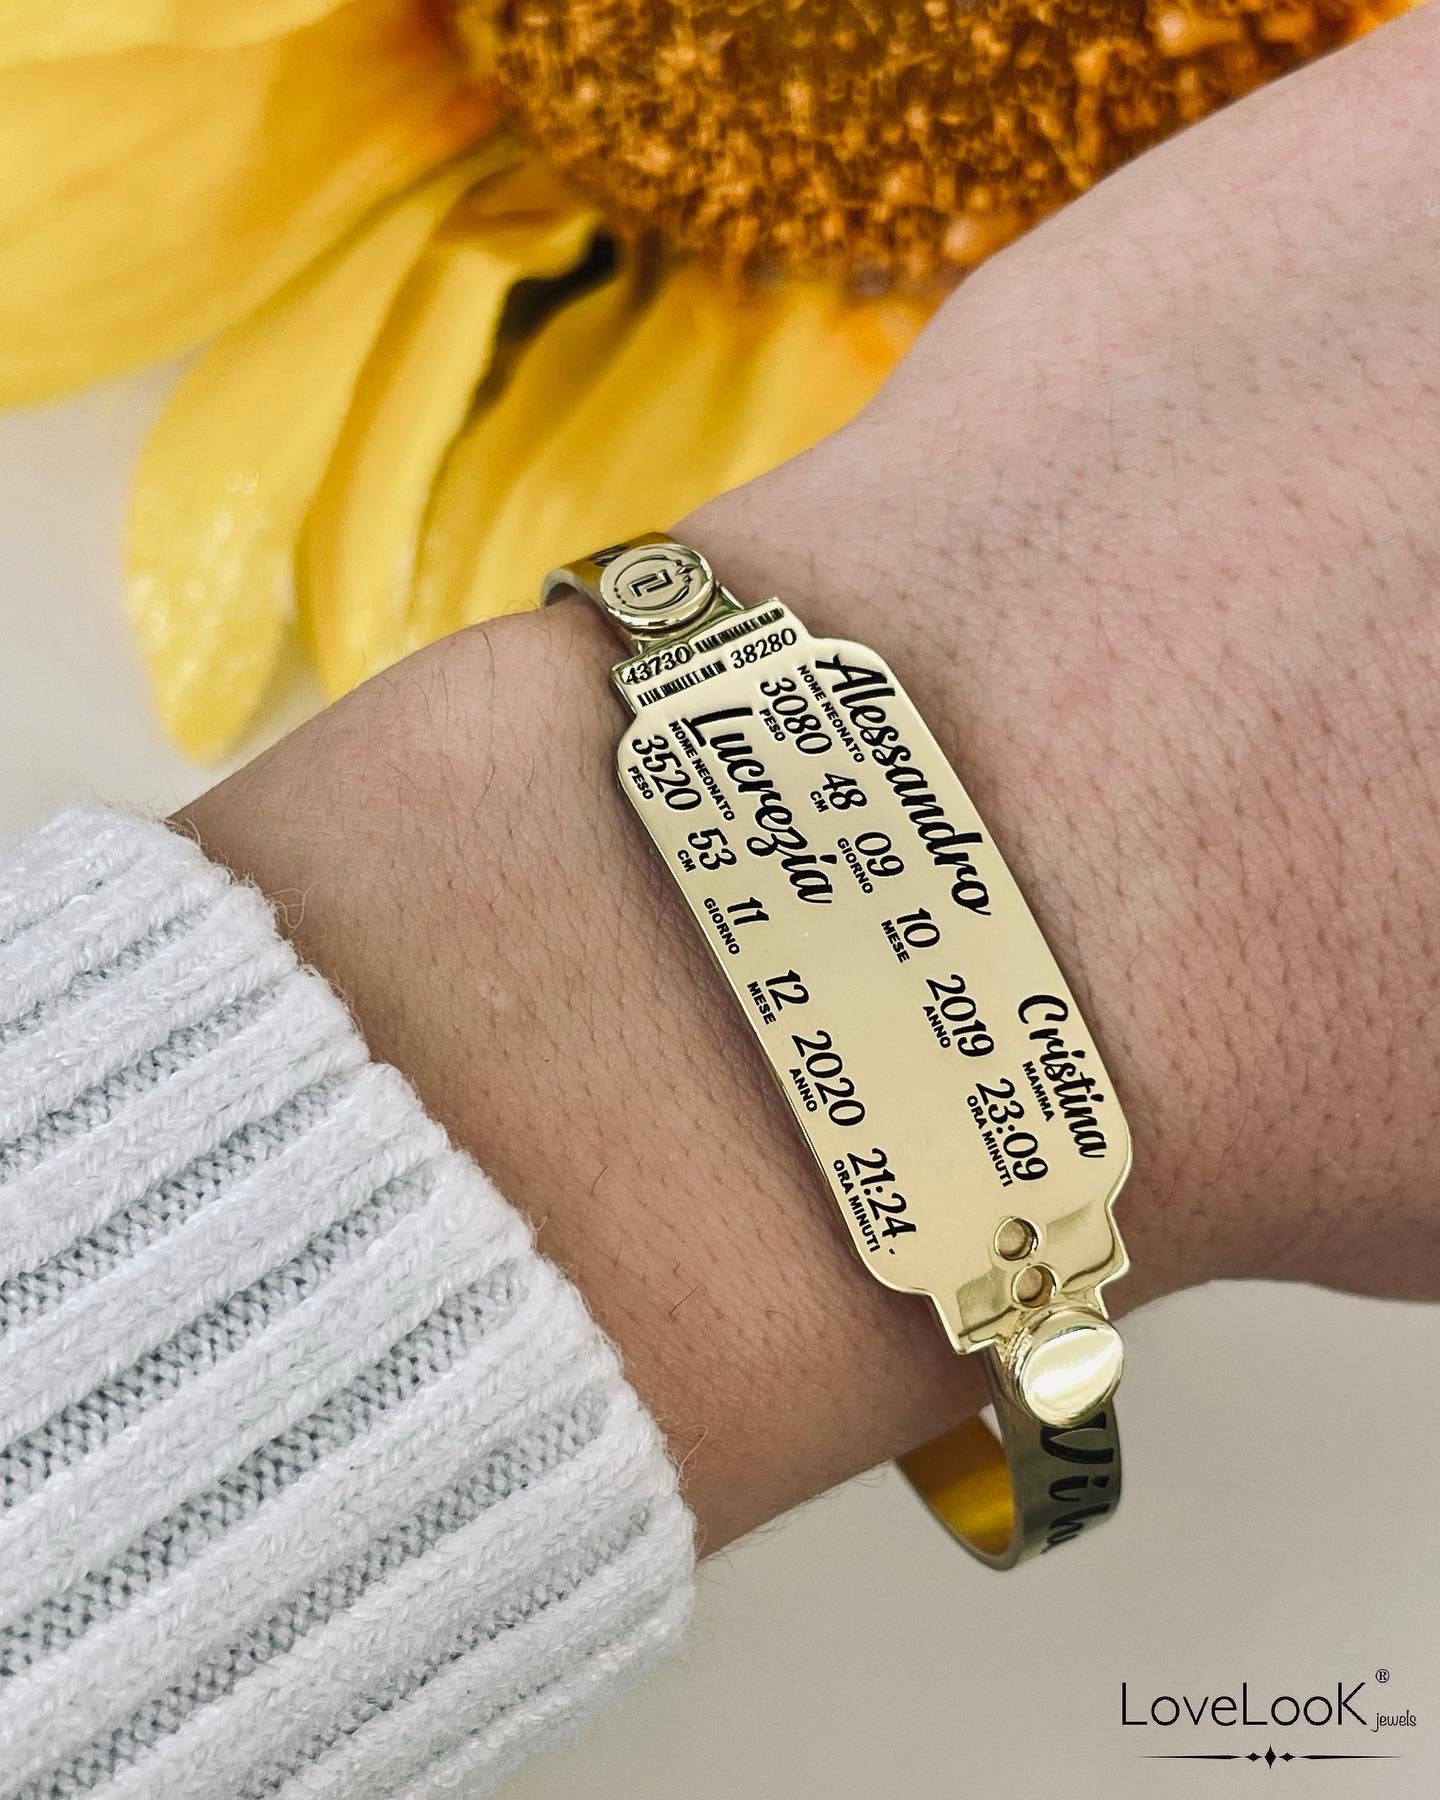 43730
38280
Alessandro
NOME NEONATO
Cristina
MAMMA
3080 48 09 10 2019 23:09
PESO CM GIORNO MESE ANNO ORA MINUTI
Lucrezia
NOME NEONATO
3520 53 11 12 2020 21:24
PESO CM GIORNO MESE ANNO ORA MINUTI
LoveLooK®
jewels